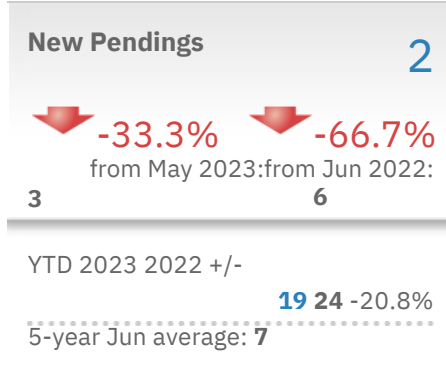 New Pendings 2
-33.3% -66.7%
from May 2023:from Jun 2022:
3 6
YTD 2023 2022 +/-
19 24 -20.8%
5-year Jun average: 7